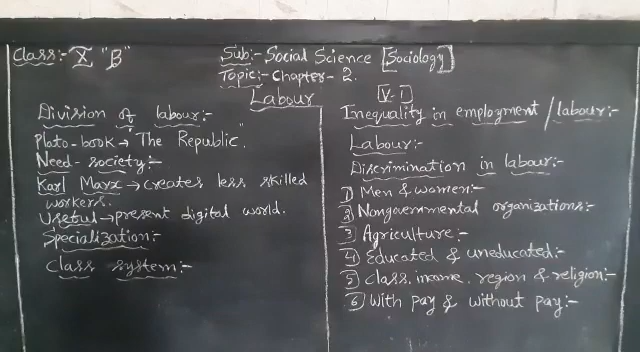 Class:- X "B"
Sub:- Social Science [Sociology]
Topic:- Chapter- 2.
Labour
[V-I]
Division of labour:-
Plato-book → "The Republic".
Need-society:-
Karl Marx → creates less skilled
workers.
Useful → present digital world.
Specialization:-
Class system:-
Inequality in employment / labour:-
Labour:-
Discrimination in labour:-
1) Men & women:-
2) Nongovernmental organizations:-
3) Agriculture:-
4) Educated & uneducated:-
5) Class, income, region & religion:-
6) With pay & without pay:-